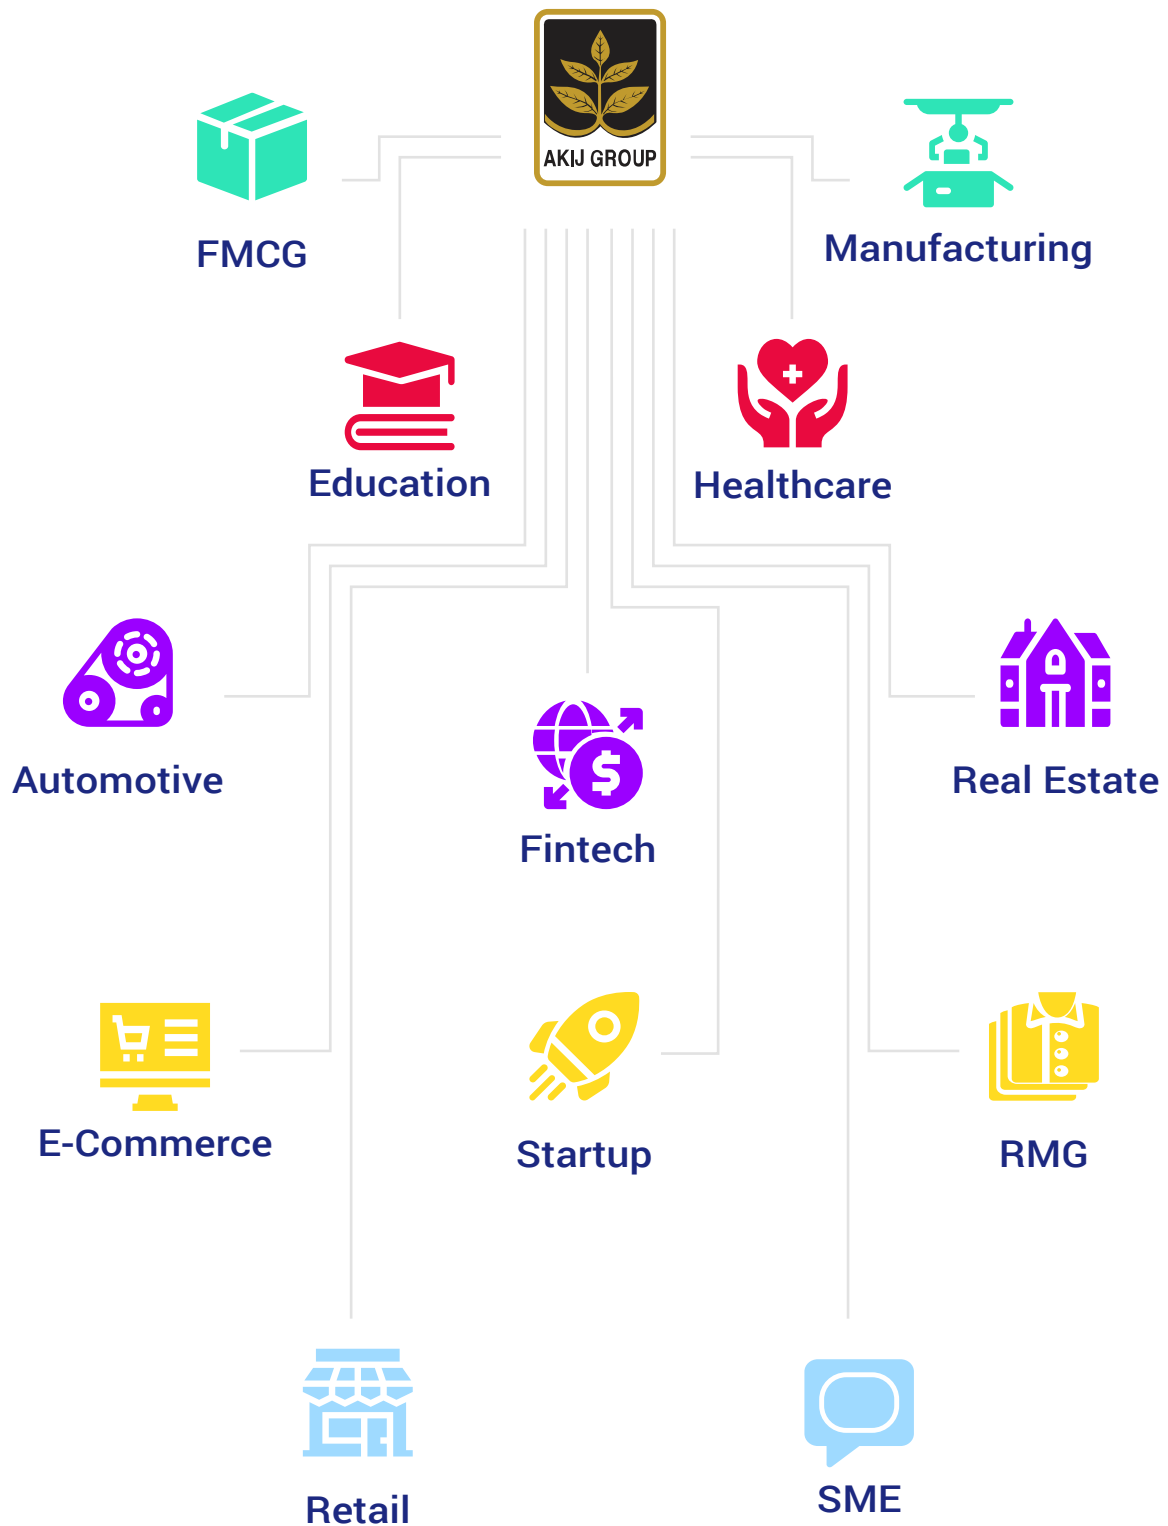 AKIJ GROUP
FMCG
Manufacturing
Education
Healthcare
Automotive
Real Estate
Fintech
E-Commerce
Startup
RMG
Retail
SME